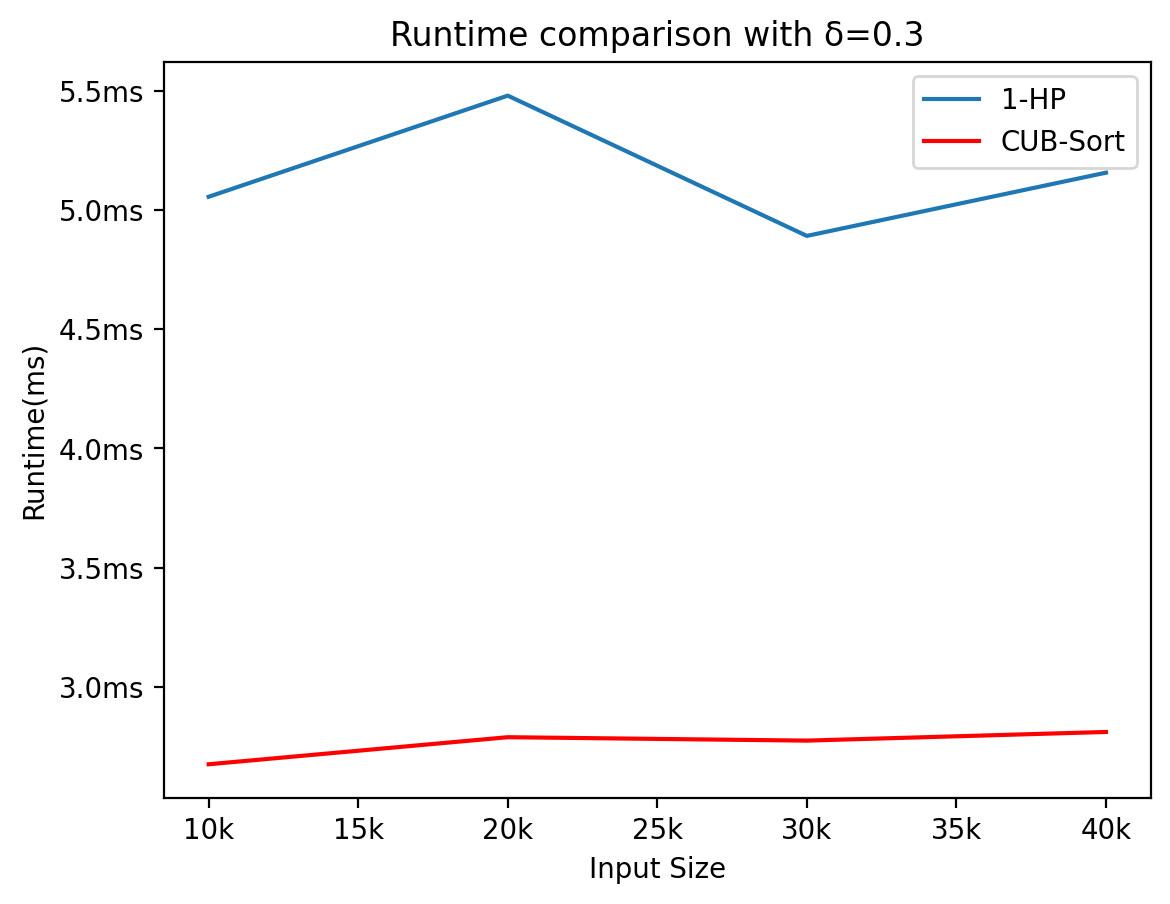 Runtime comparison with δ=0.3
1-HP
CUB-Sort
Runtime(ms)
5.5ms
5.0ms
4.5ms
4.0ms
3.5ms
3.0ms
10k 15k 20k 25k 30k 35k 40k
Input Size